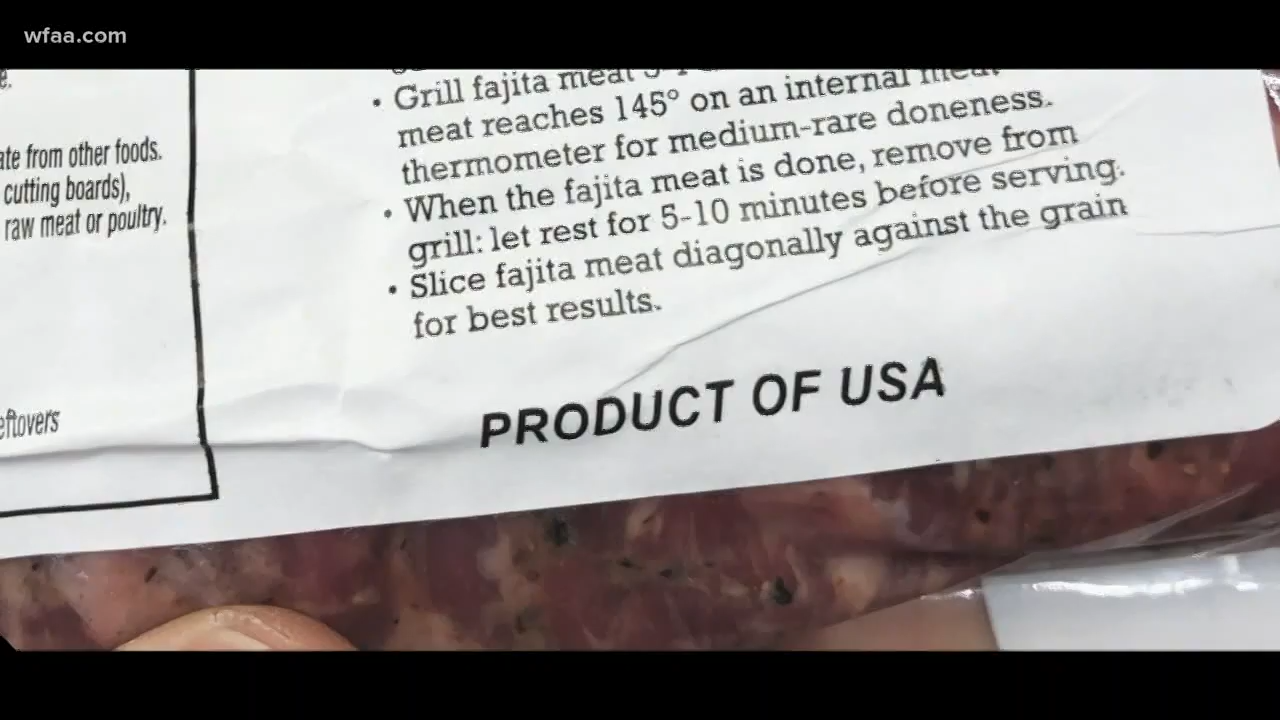 wfaa.com
ate from other foods.
cutting boards),
raw meat or poultry.
eftovers
• Grill fajita meat
meat reaches 145° on an internal meat
thermometer for medium-rare doneness.
• When the fajita meat is done, remove from
grill: let rest for 5-10 minutes before serving.
• Slice fajita meat diagonally against the grain
for best results.
PRODUCT OF USA